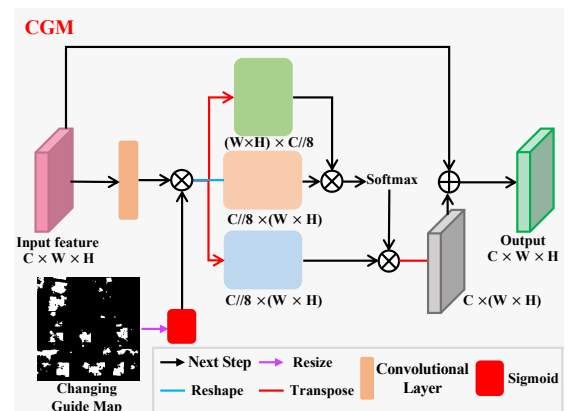 CGM
(W×H) × C//8
Softmax
C//8 ×(W × H)
Input feature
C × W × H
Output
C × W × H
C//8 ×(W × H)
C ×(W × H)
Changing
Guide Map
Next Step
Resize
Reshape
Transpose
Convolutional
Layer
Sigmoid